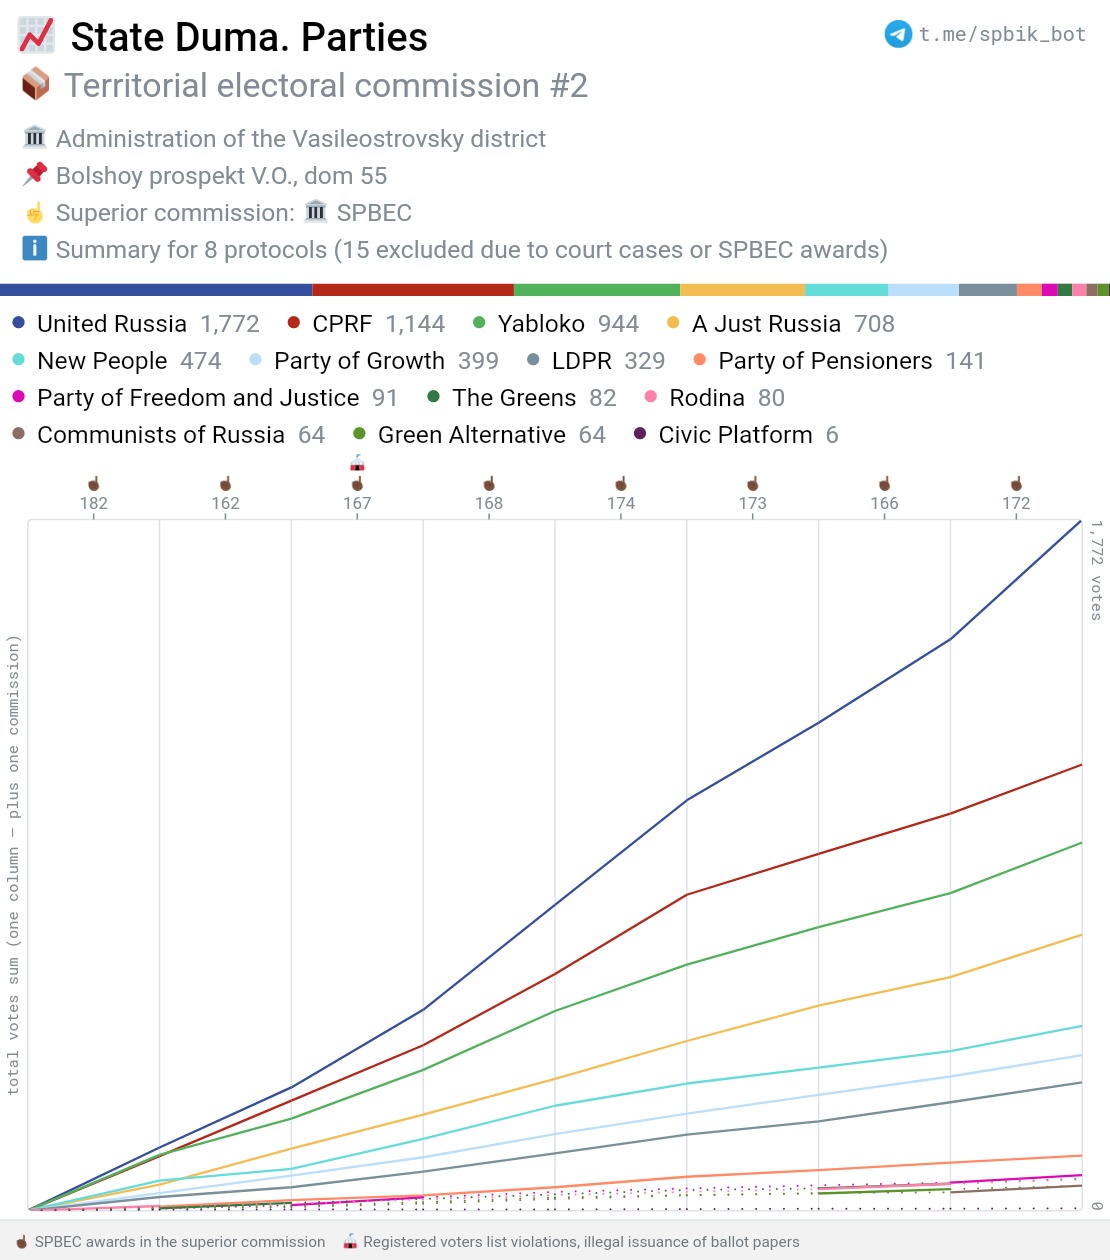 State Duma. Parties
t.me/spbik_bot
Territorial electoral commission #2
Administration of the Vasileostrovsky district
Bolshoy prospekt V.O., dom 55
Superior commission: SPBEC
Summary for 8 protocols (15 excluded due to court cases or SPBEC awards)
United Russia 1,772 CPRF 1,144 Yabloko 944 A Just Russia 708
New People 474 Party of Growth 399 LDPR 329 Party of Pensioners 141
Party of Freedom and Justice 91 The Greens 82 Rodina 80
Communists of Russia 64 Green Alternative 64 Civic Platform 6
182 162 167 168 174 173 166 172
1,772 votes
total votes sum (one column – plus one commission)
0
SPBEC awards in the superior commission Registered voters list violations, illegal issuance of ballot papers